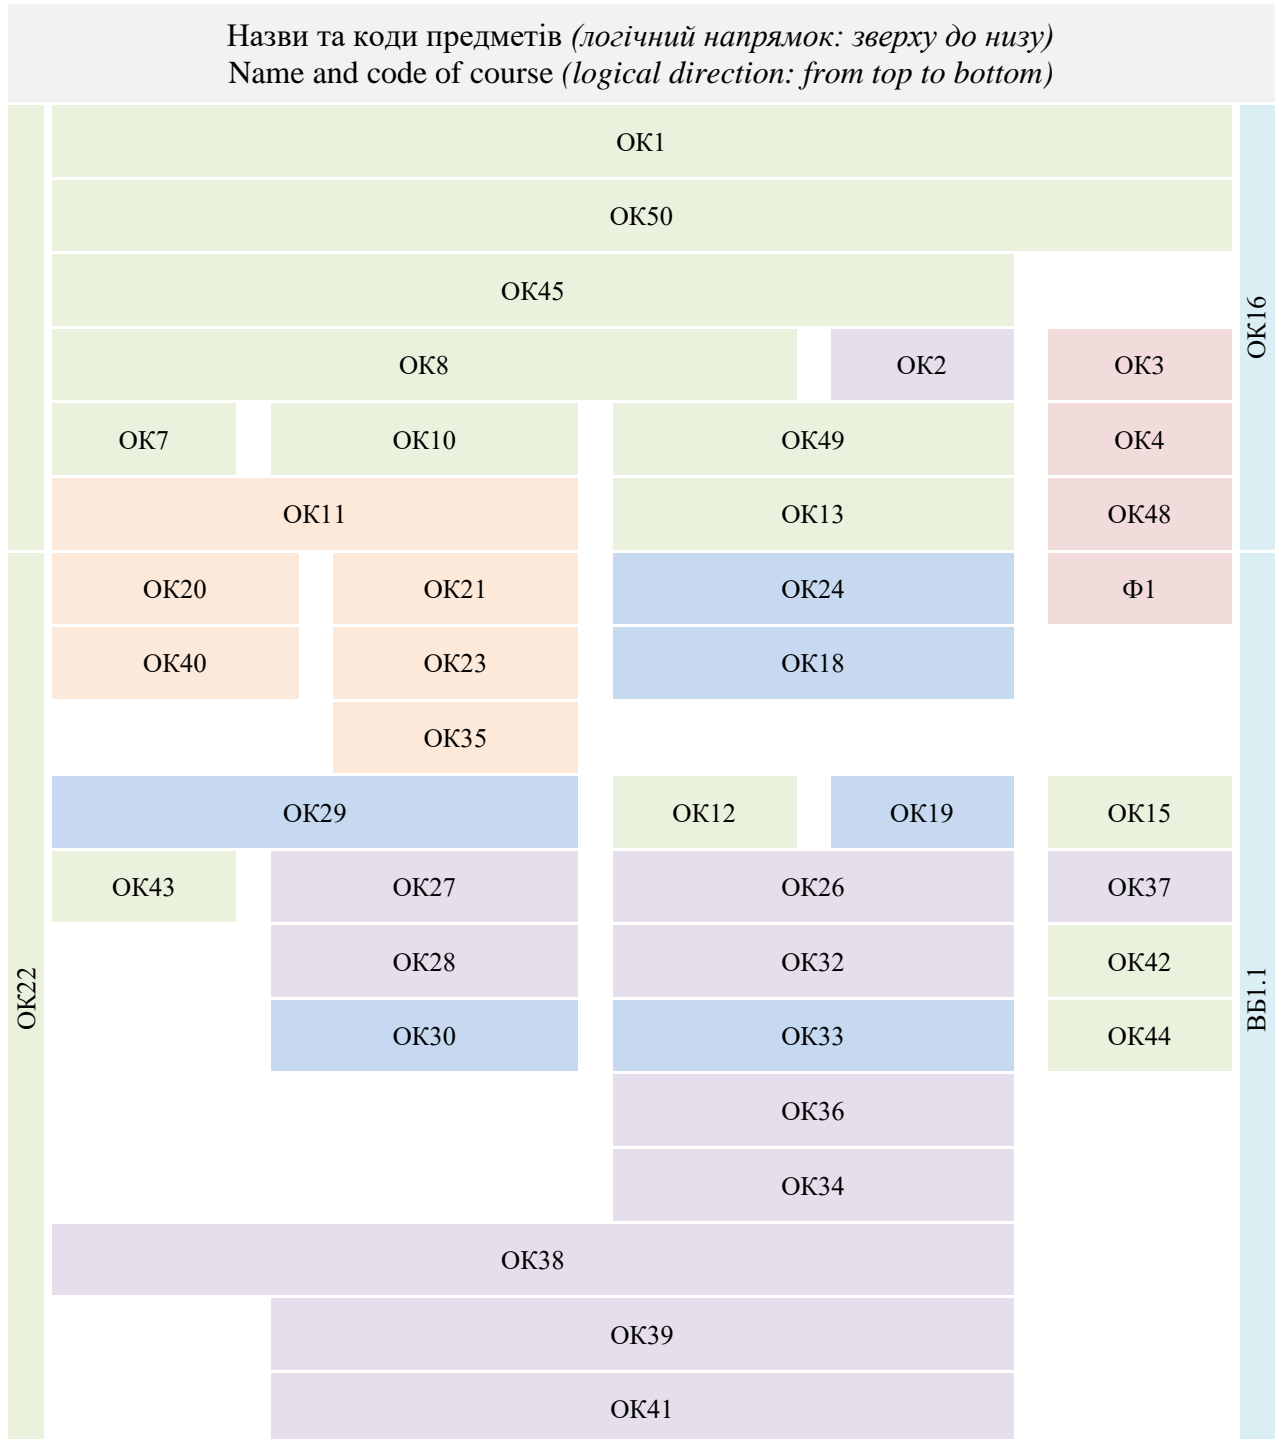 Назви та коди предметів (логічний напрямок: зверху до низу)
Name and code of course (logical direction: from top to bottom)
ОК1
ОК50
ОК45
ОК16
ОК8
ОК2
ОК3
ОК7
ОК10
ОК49
ОК4
ОК11
ОК13
ОК48
ОК20
ОК21
ОК24
Ф1
ОК40
ОК23
ОК18
ОК35
ОК29
ОК12
ОК19
ОК15
ОК43
ОК27
ОК26
ОК37
ОК28
ОК32
ОК42
ОК22
ВБ1.1
ОК30
ОК33
ОК44
ОК36
ОК34
ОК38
ОК39
ОК41